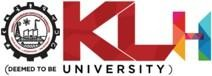 KLH
(DEEMED TO BE UNIVERSITY)